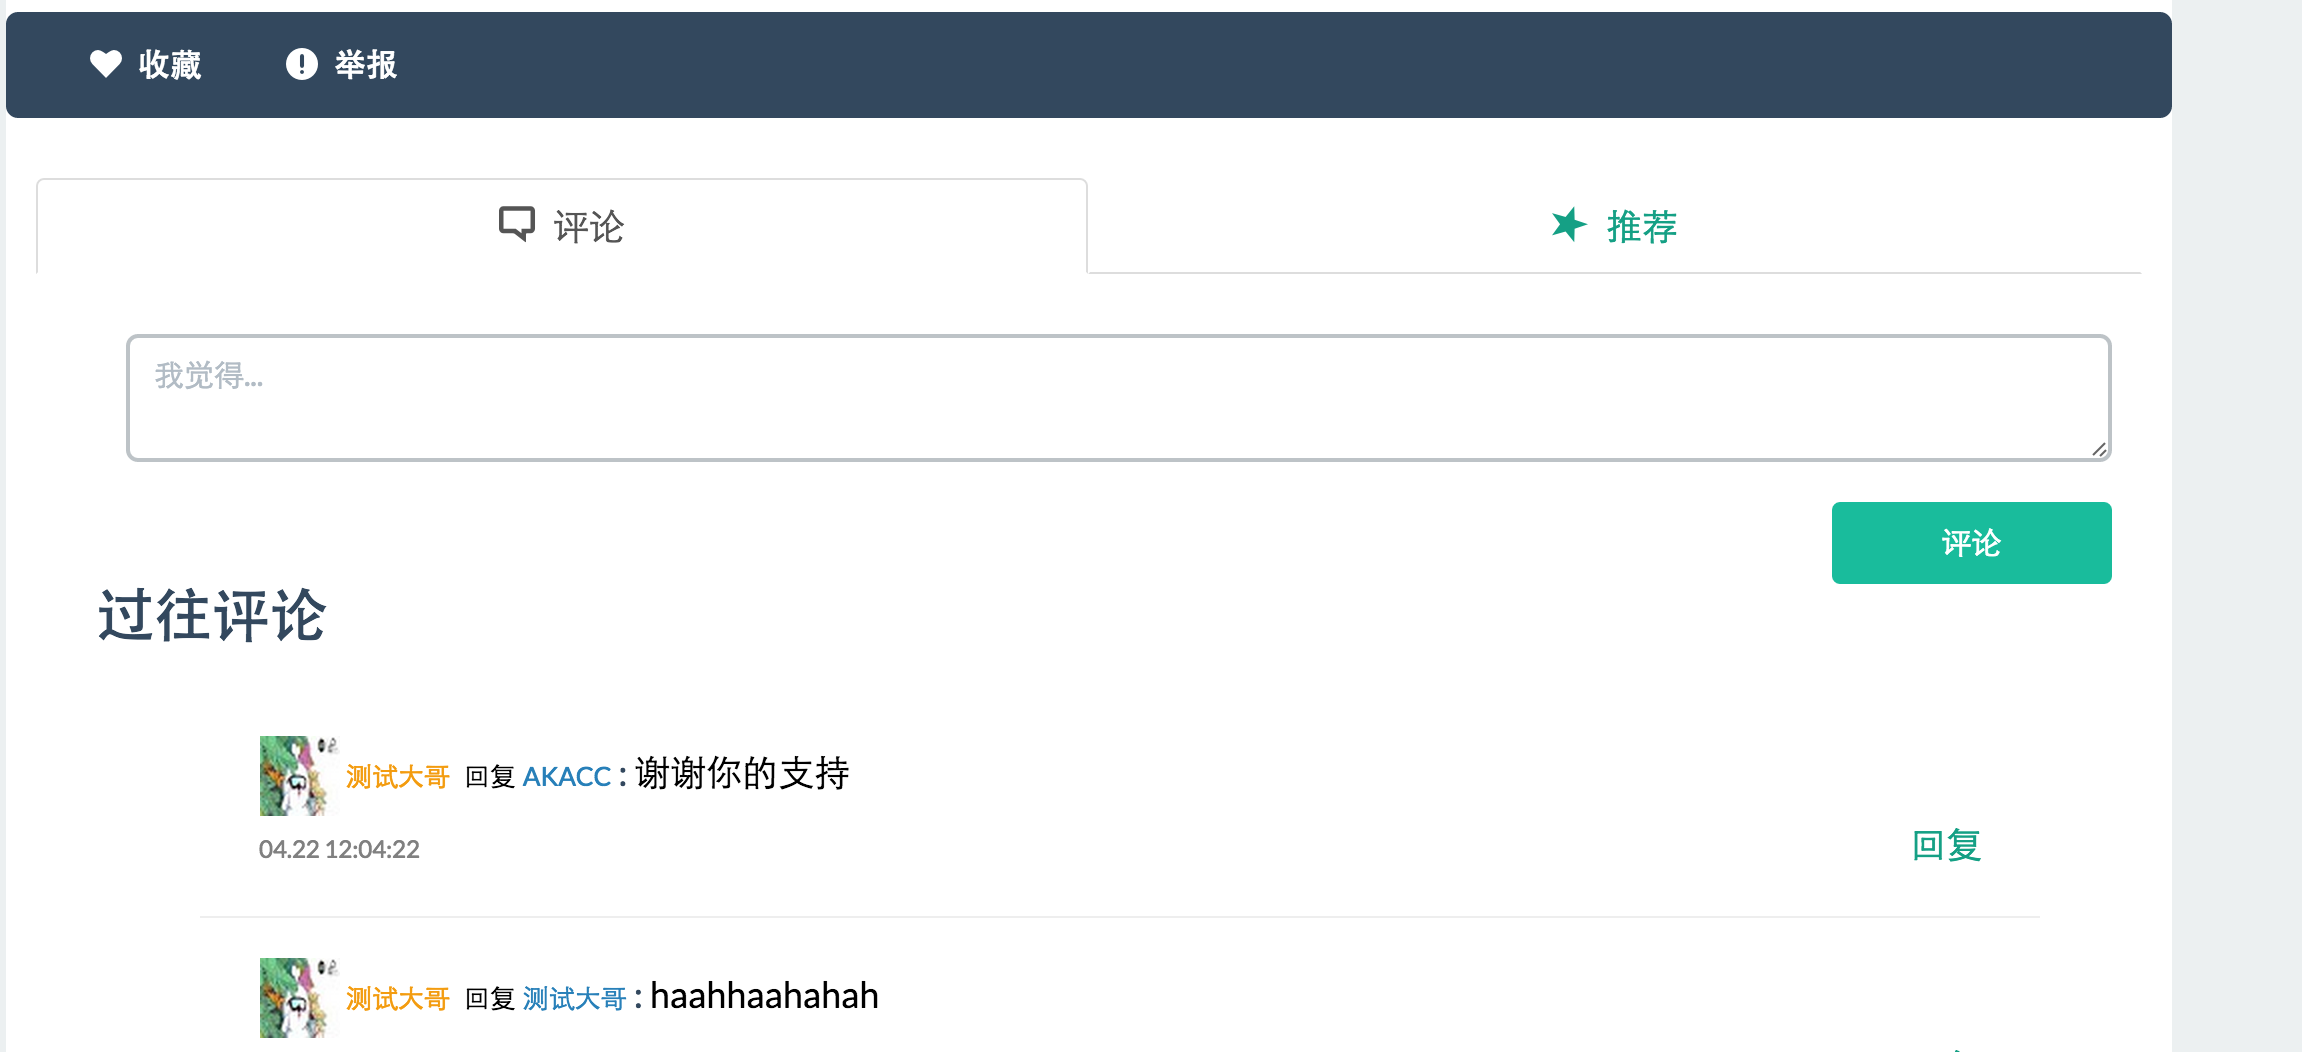 收藏 举报
评论 推荐
我觉得...
评论
过往评论
测试大哥 回复 AKACC : 谢谢你的支持
04.22 12:04:22 回复
测试大哥 回复 测试大哥 : haahhaahahah